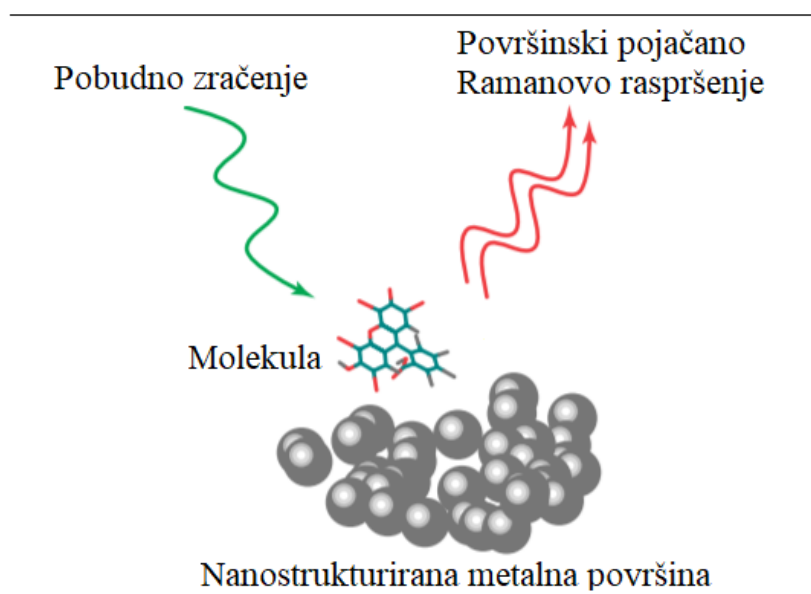 Pobudno zračenje
Površinski pojačano
Ramanovo raspršenje
Molekula
Nanostrukturirana metalna površina